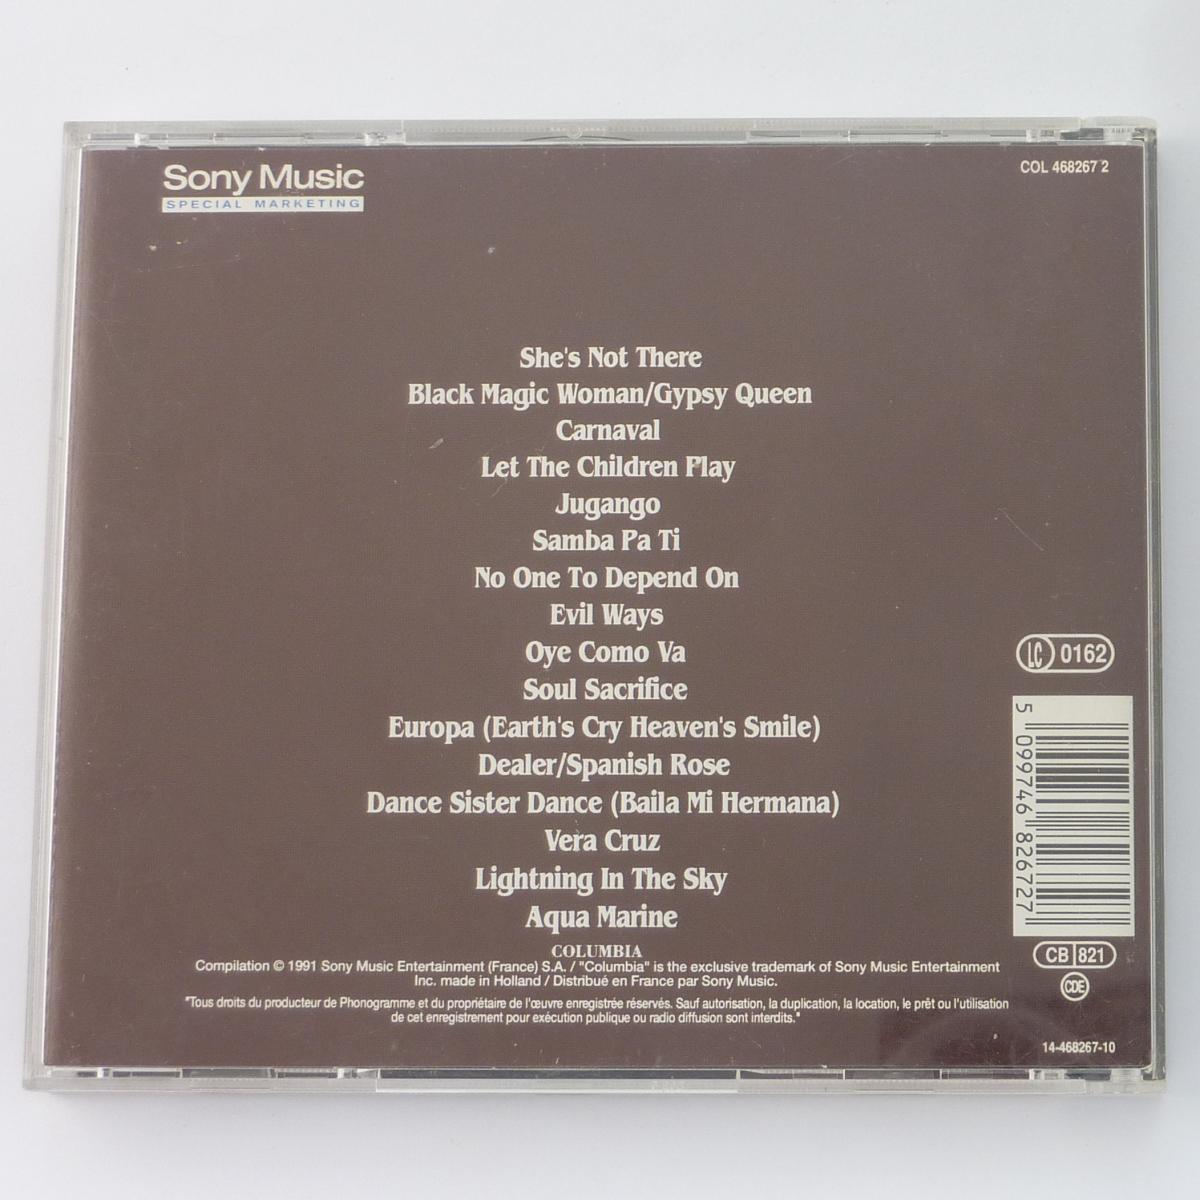 Sony Music
SPECIAL MARKETING
COL 468267 2
She's Not There
Black Magic Woman/Gypsy Queen
Carnaval
Let The Children Play
Jugango
Samba Pa Ti
No One To Depend On
Evil Ways
Oye Como Va
Soul Sacrifice
Europa (Earth's Cry Heaven's Smile)
Dealer/Spanish Rose
Dance Sister Dance (Baila Mi Hermana)
Vera Cruz
Lightning In The Sky
Aqua Marine
LC 0162
5 099746 826727
CB 821
CDE
COLUMBIA
Compilation © 1991 Sony Music Entertainment (France) S.A. / "Columbia" is the exclusive trademark of Sony Music Entertainment
Inc. made in Holland / Distribué en France par Sony Music.
"Tous droits du producteur de Phonogramme et du propriétaire de l'œuvre enregistrée réservés. Sauf autorisation, la duplication, la location, le prêt ou l'utilisation
de cet enregistrement pour exécution publique ou radio diffusion sont interdits."
14-468267-10